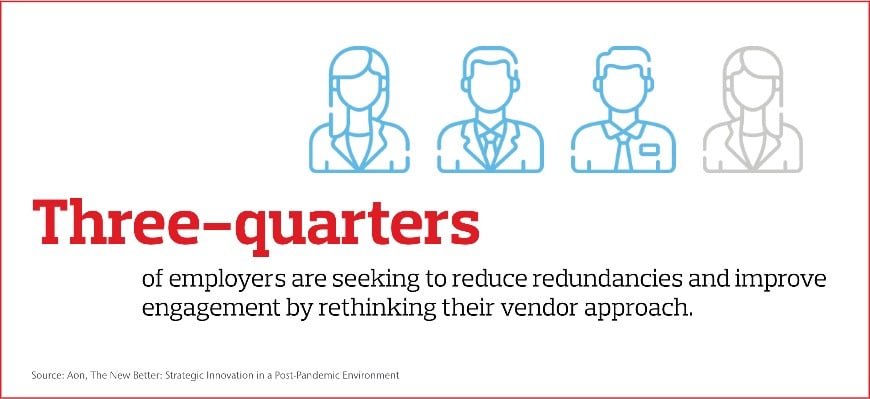 Three-quarters
of employers are seeking to reduce redundancies and improve
engagement by rethinking their vendor approach.
Source: Aon, The New Better: Strategic Innovation in a Post-Pandemic Environment